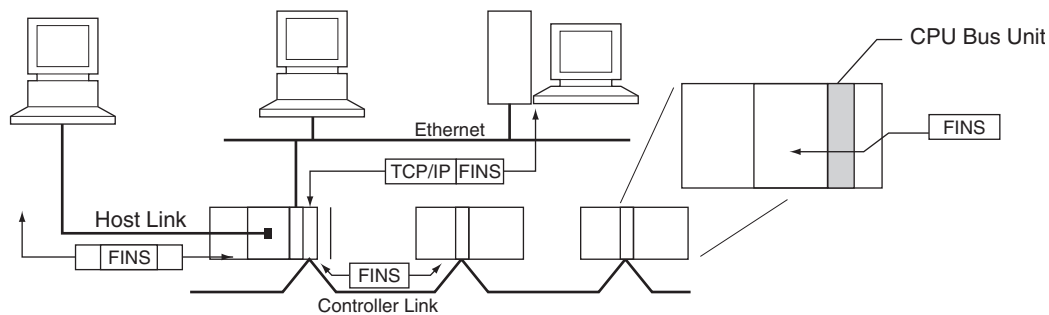 CPU Bus Unit
Ethernet
FINS
TCP/IP FINS
Host Link
FINS
FINS
Controller Link